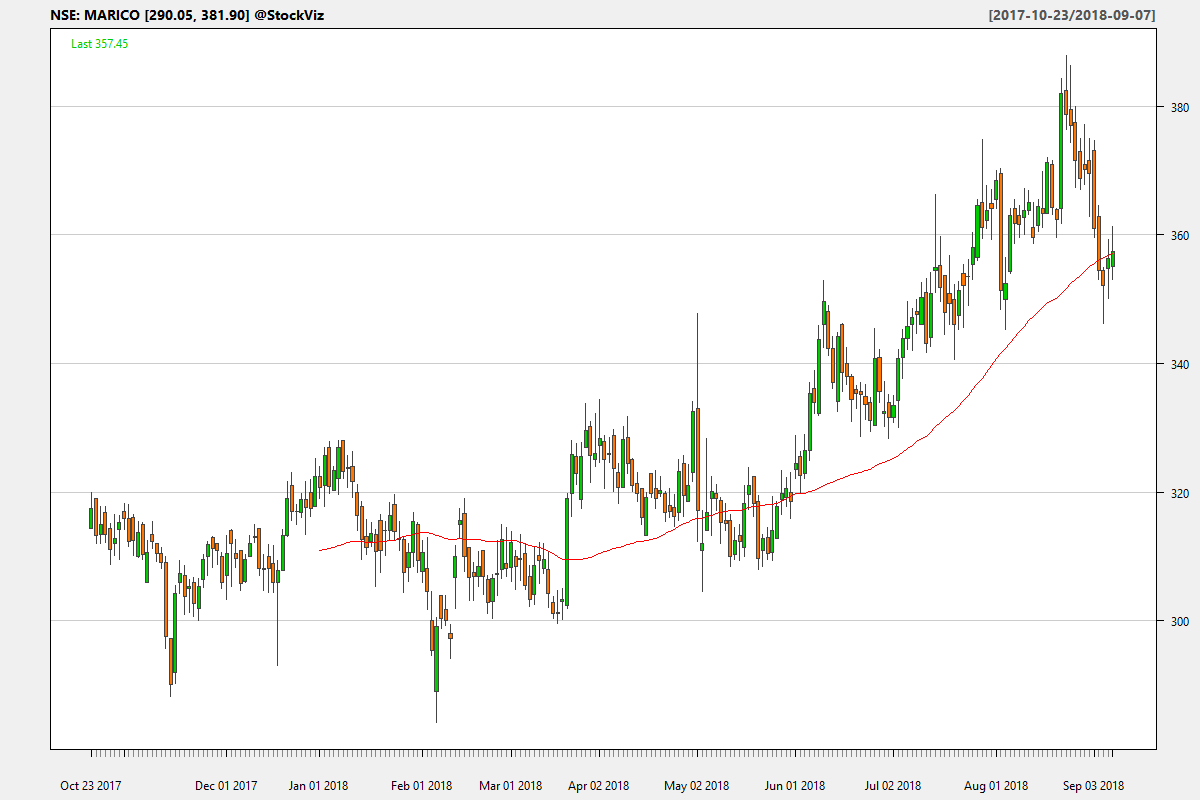 NSE: MARICO [290.05, 381.90] @StockViz [2017-10-23/2018-09-07]
Last 357.45
380
360
340
320
300
Oct 23 2017 Dec 01 2017 Jan 01 2018 Feb 01 2018 Mar 01 2018 Apr 02 2018 May 02 2018 Jun 01 2018 Jul 02 2018 Aug 01 2018 Sep 03 2018